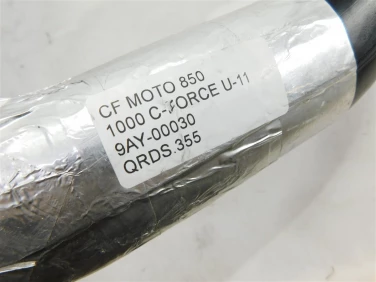 CF MOTO 850
1000 C-FORCE U-11
9AY-00030
QRDS.355